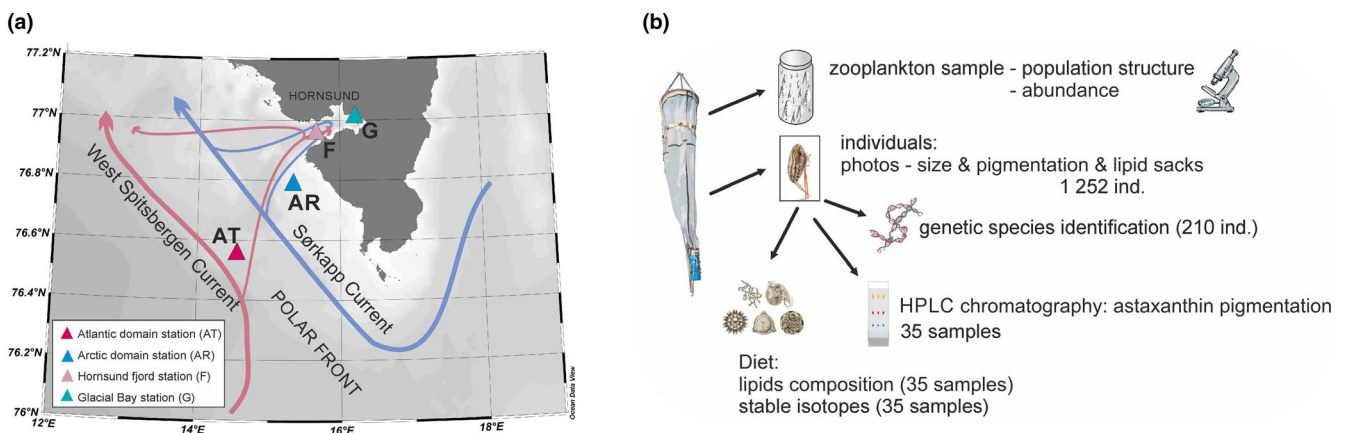 (a)
77.2°N
77°N
76.8°N
76.6°N
76.4°N
76.2°N
76°N
12°E
14°E
16°E
18°E
HORNSUND
G
F
AR
AT
West Spitsbergen Current
Sørkapp Current
POLAR FRONT
Atlantic domain station (AT)
Arctic domain station (AR)
Hornsund fjord station (F)
Glacial Bay station (G)
Ocean Data View
(b)
zooplankton sample - population structure
- abundance
individuals:
photos - size & pigmentation & lipid sacks
1 252 ind.
genetic species identification (210 ind.)
HPLC chromatography: astaxanthin pigmentation
35 samples
Diet:
lipids composition (35 samples)
stable isotopes (35 samples)